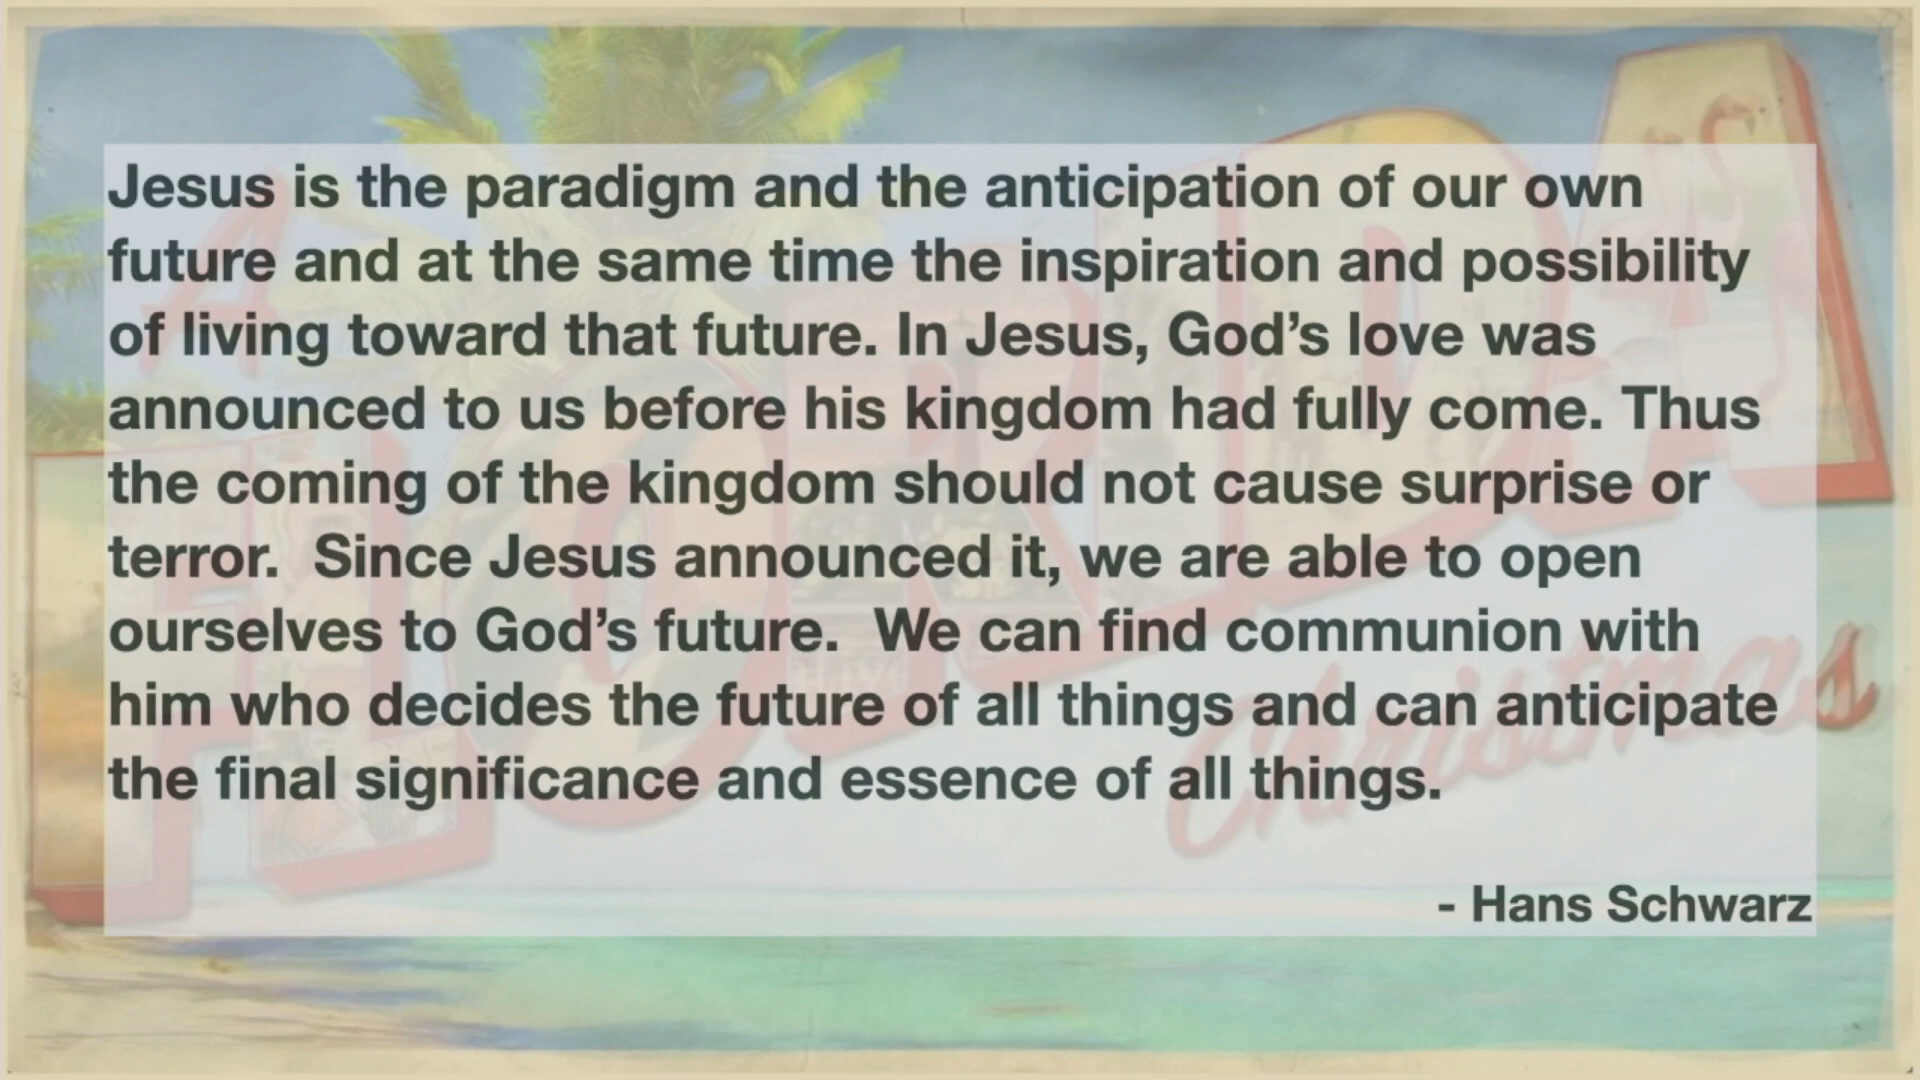 Jesus is the paradigm and the anticipation of our own
future and at the same time the inspiration and possibility
of living toward that future. In Jesus, God’s love was
announced to us before his kingdom had fully come. Thus
the coming of the kingdom should not cause surprise or
terror.  Since Jesus announced it, we are able to open
ourselves to God’s future.  We can find communion with
him who decides the future of all things and can anticipate
the final significance and essence of all things.
- Hans Schwarz
A
FLORIDA
Christmas